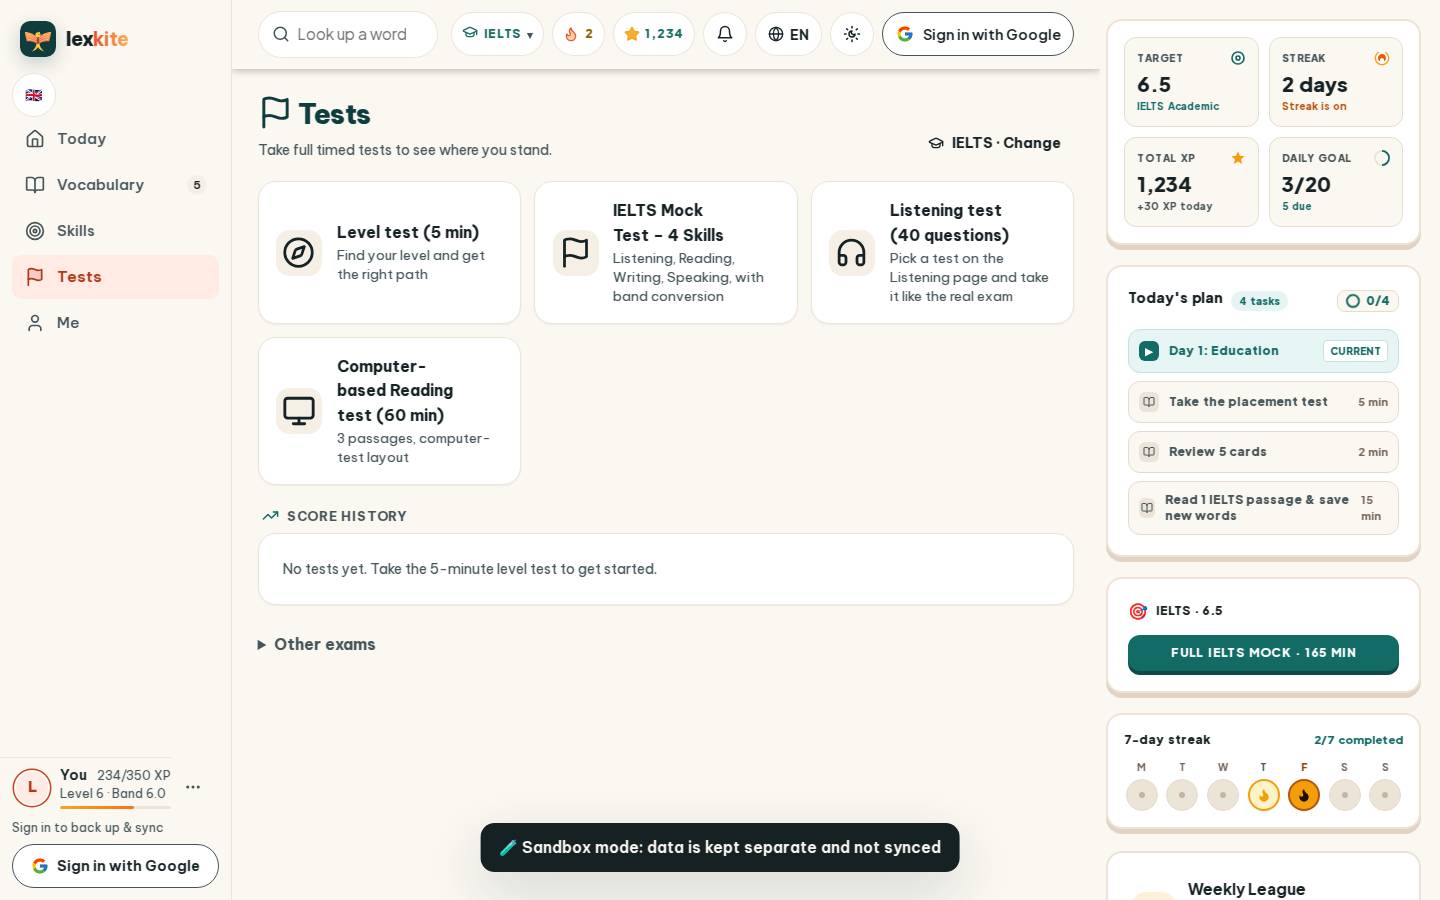 lexkite
Today
Vocabulary 5
Skills
Tests
Me
L
You 234/350 XP
Level 6 · Band 6.0
Sign in to back up & sync
Sign in with Google
Look up a word
IELTS ▾
2
1,234
EN
Sign in with Google
Tests
Take full timed tests to see where you stand.
IELTS · Change
Level test (5 min)
Find your level and get
the right path
IELTS Mock
Test – 4 Skills
Listening, Reading,
Writing, Speaking, with
band conversion
Listening test
(40 questions)
Pick a test on the
Listening page and take
it like the real exam
Computer-
based Reading
test (60 min)
3 passages, computer-
test layout
SCORE HISTORY
No tests yet. Take the 5-minute level test to get started.
Other exams
Sandbox mode: data is kept separate and not synced
TARGET
6.5
IELTS Academic
STREAK
2 days
Streak is on
TOTAL XP
1,234
+30 XP today
DAILY GOAL
3/20
5 due
Today's plan 4 tasks 0/4
Day 1: Education CURRENT
Take the placement test 5 min
Review 5 cards 2 min
Read 1 IELTS passage & save
new words
15
min
IELTS · 6.5
FULL IELTS MOCK · 165 MIN
7-day streak 2/7 completed
M T W T F S S
Weekly League